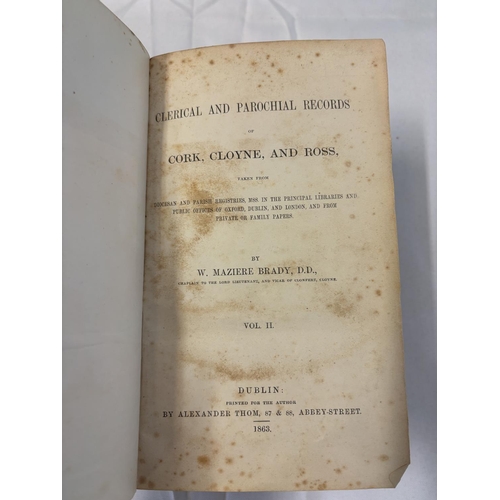 CLERICAL AND PAROCHIAL RECORDS
OF
CORK, CLOYNE, AND ROSS,
TAKEN FROM
DIOCESAN AND PARISH REGISTRIES, MSS. IN THE PRINCIPAL LIBRARIES AND
PUBLIC OFFICES OF OXFORD, DUBLIN, AND LONDON, AND FROM
PRIVATE OR FAMILY PAPERS.
BY
W. MAZIERE BRADY, D.D.,
CHAPLAIN TO THE LORD LIEUTENANT, AND VICAR OF CLONFERT, CLOYNE.
VOL. II.
DUBLIN:
PRINTED FOR THE AUTHOR
BY ALEXANDER THOM, 87 & 88, ABBEY-STREET.
1863.